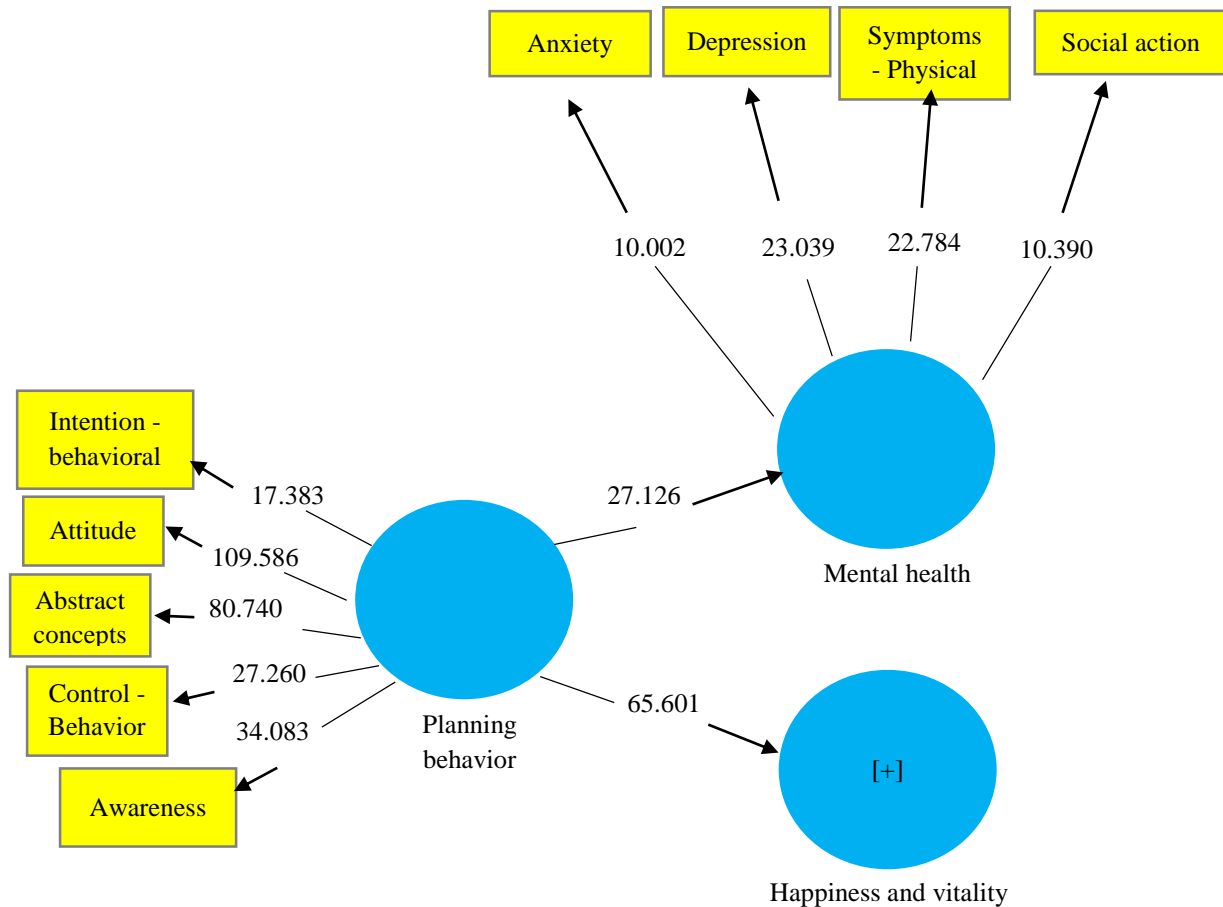 Anxiety
Depression
Symptoms
- Physical
Social action
10.002
23.039
22.784
10.390
Intention -
behavioral
17.383
Attitude
109.586
Abstract
concepts
80.740
Control -
Behavior
27.260
Awareness
34.083
Planning
behavior
27.126
Mental health
65.601
[+]
Happiness and vitality